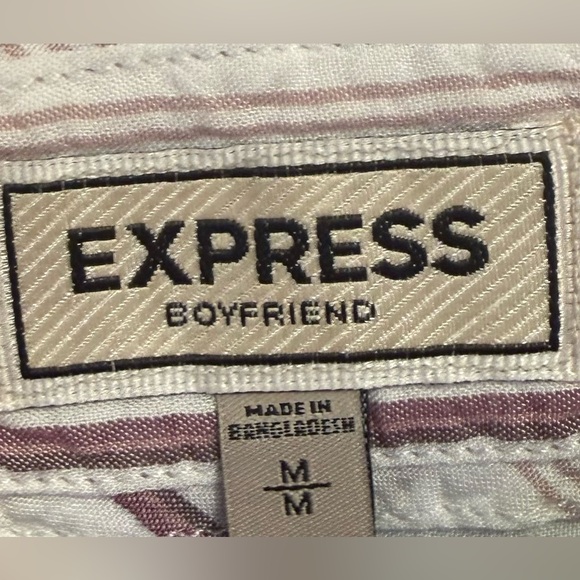 EXPRESS
BOYFRIEND
MADE IN
BANGLADESH
M
M